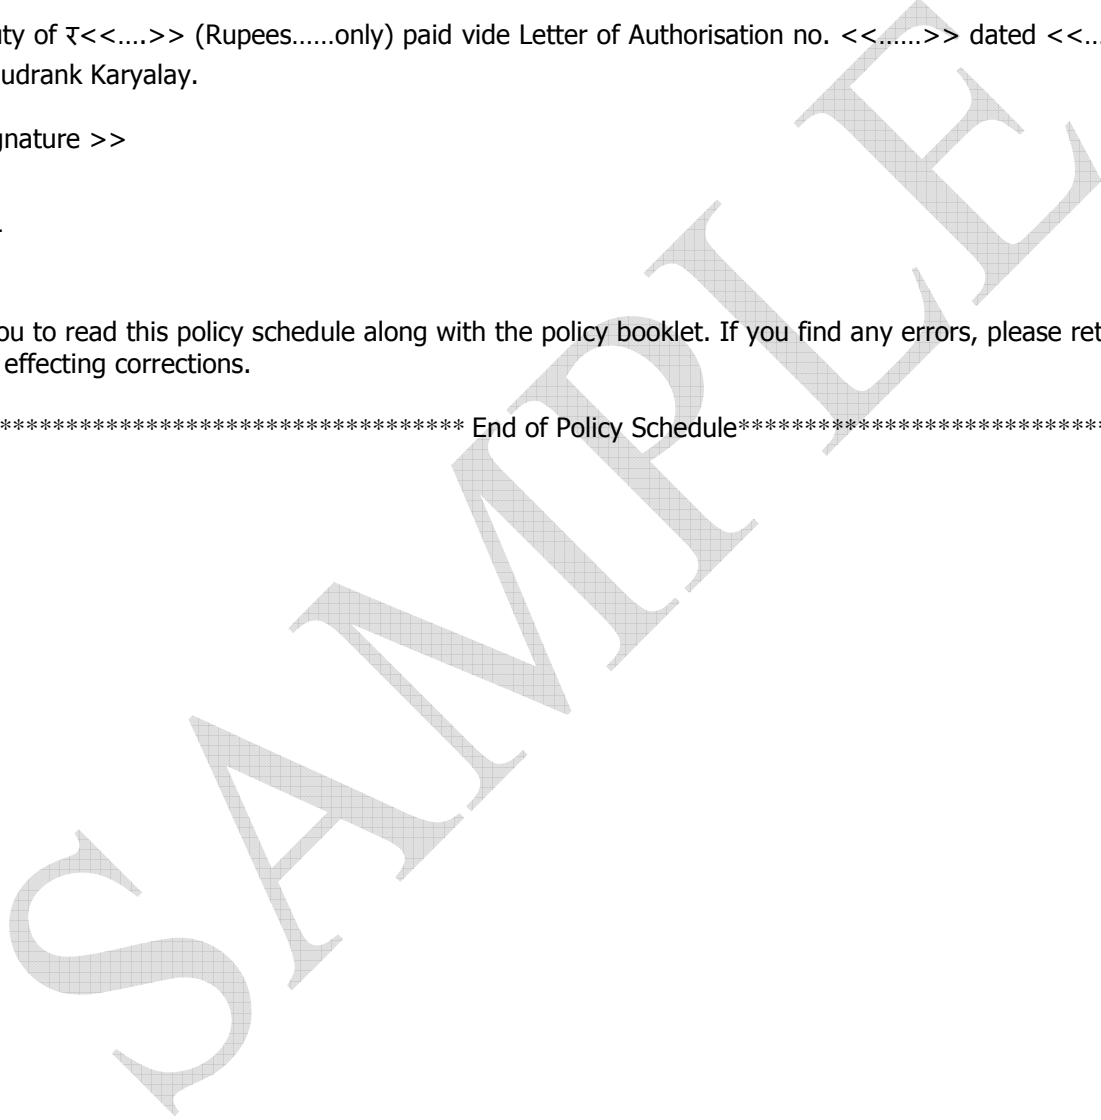 uty of र<<....>> (Rupees......only) paid vide Letter of Authorisation no. <<......>> dated <<...
udrank Karyalay.
gnature >>
ou to read this policy schedule along with the policy booklet. If you find any errors, please ret
effecting corrections.
*********************************** End of Policy Schedule****************************
SAMPLE